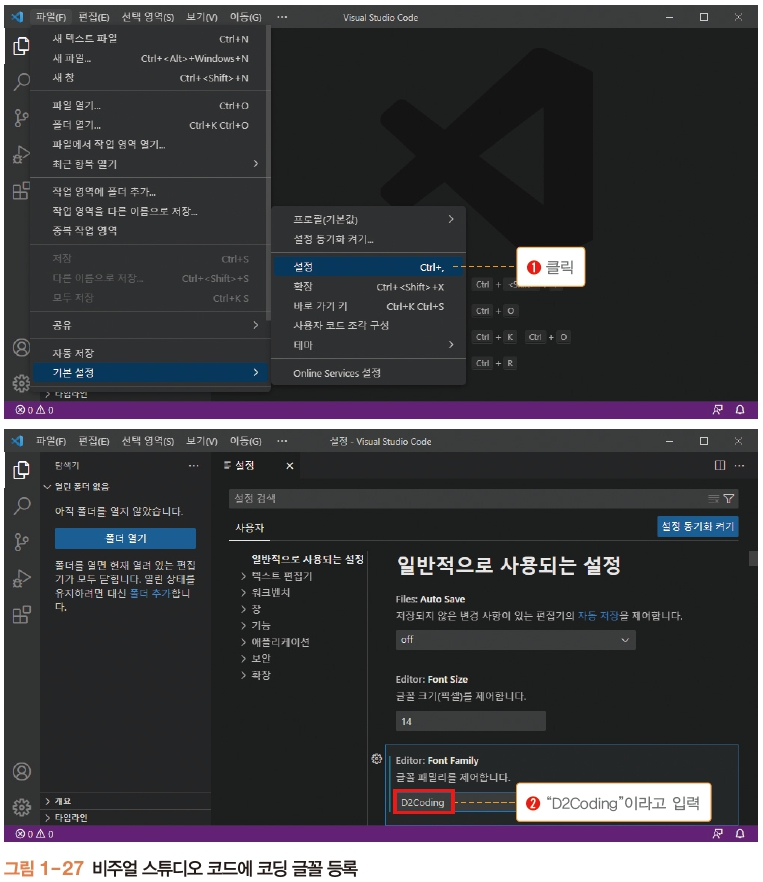 파일(F) 편집(E) 선택 영역(S) 보기(V) 이동(G) ··· Visual Studio Code
새 텍스트 파일 Ctrl+N
새 파일... Ctrl+<Alt>+Windows+N
새 창 Ctrl+<Shift>+N
파일 열기... Ctrl+O
폴더 열기... Ctrl+K Ctrl+O
파일에서 작업 영역 열기...
최근 항목 열기
작업 영역에 폴더 추가...
작업 영역을 다른 이름으로 저장...
중복 작업 영역
저장 Ctrl+S
다른 이름으로 저장... Ctrl+<Shift>+S
모두 저장 Ctrl+K S
공유
자동 저장
기본 설정
프로필(기본값)
설정 동기화 켜기...
설정 Ctrl+,
확장 Ctrl+<Shift>+X
바로 가기 키 Ctrl+K Ctrl+S
사용자 코드 조각 구성
테마
Online Services 설정
❶ 클릭
Ctrl +
Ctrl + O
Ctrl + K Ctrl + O
Ctrl + R
타임라인
0 0
파일(F) 편집(E) 선택 영역(S) 보기(V) 이동(G) ··· 설정 - Visual Studio Code
탐색기 ···
열린 폴더 없음
아직 폴더를 열지 않았습니다.
폴더 열기
폴더를 열면 현재 열려 있는 편집
기가 모두 닫힙니다. 열린 상태를
유지하려면 대신 폴더 추가합니
다.
개요
타임라인
설정
설정 검색
사용자 설정 동기화 켜기
일반적으로 사용되는 설정
텍스트 편집기
워크벤치
창
기능
애플리케이션
보안
확장
일반적으로 사용되는 설정
Files: Auto Save
저장되지 않은 변경 사항이 있는 편집기의 자동 저장을 제어합니다.
off
Editor: Font Size
글꼴 크기(픽셀)를 제어합니다.
14
Editor: Font Family
글꼴 패밀리를 제어합니다.
D2Coding
❷ “D2Coding”이라고 입력
0 0
그림 1-27 비주얼 스튜디오 코드에 코딩 글꼴 등록